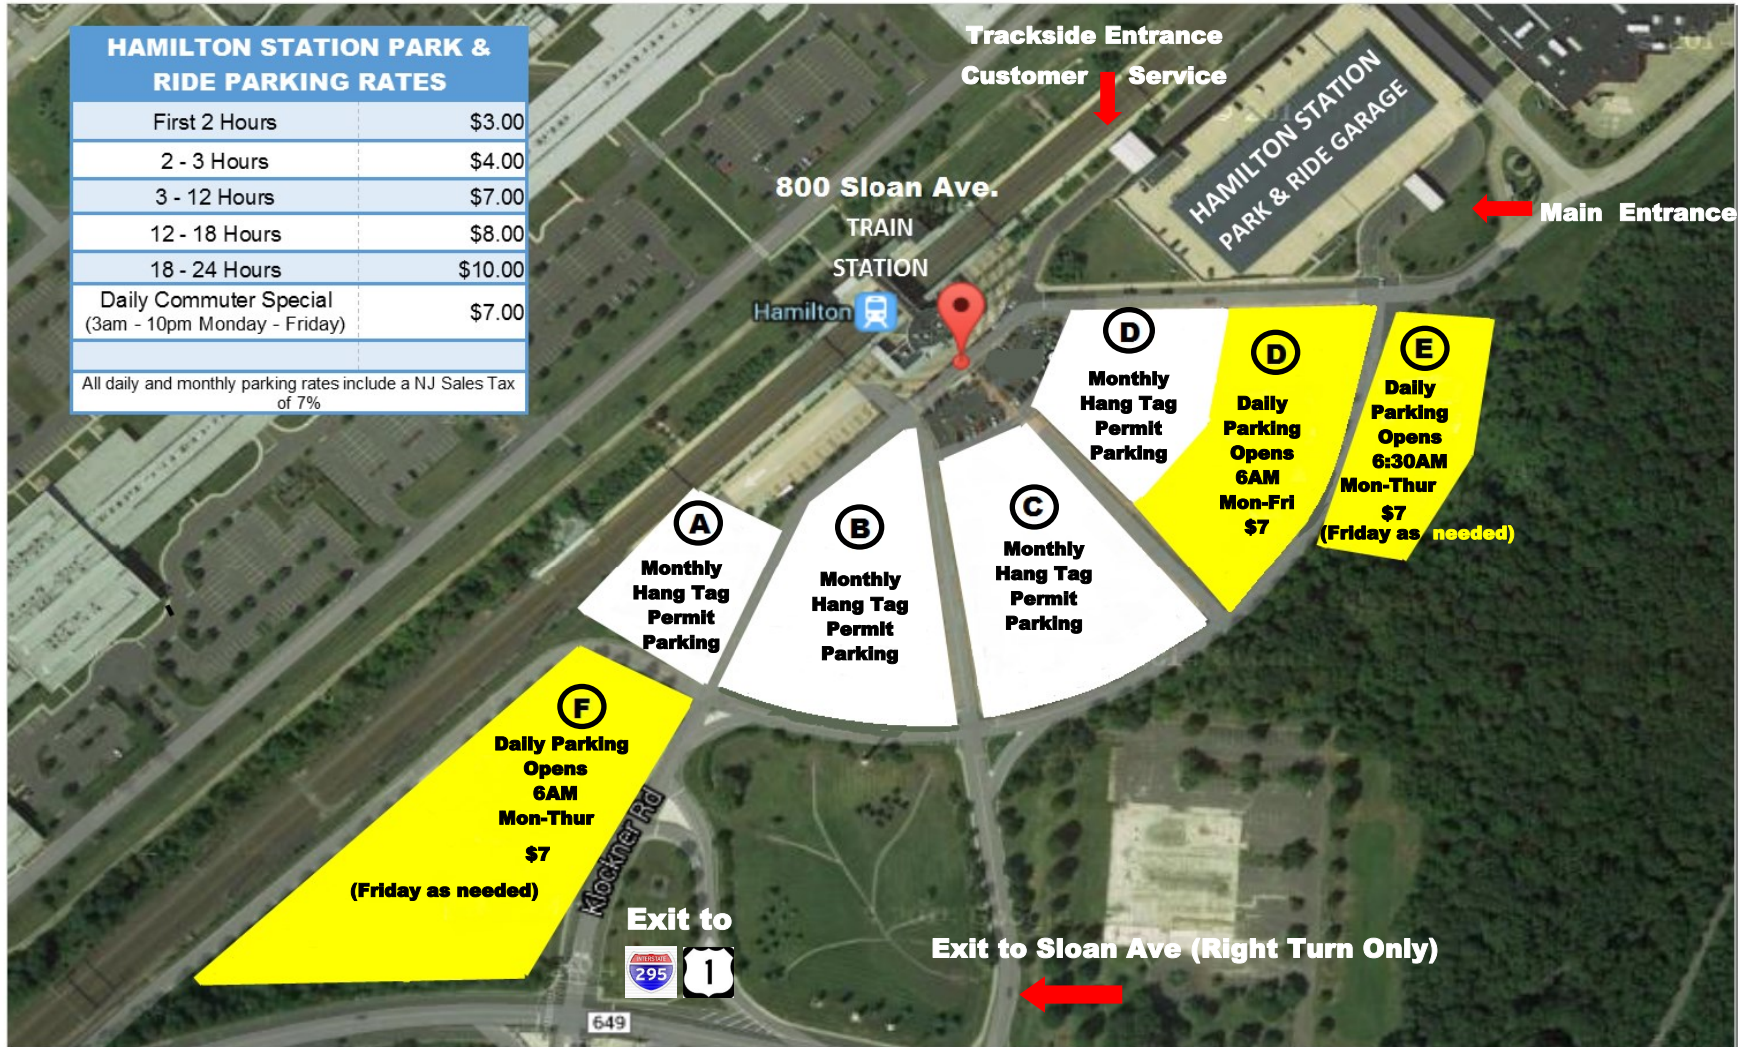 HAMILTON STATION PARK &
RIDE PARKING RATES
First 2 Hours $3.00
2 - 3 Hours $4.00
3 - 12 Hours $7.00
12 - 18 Hours $8.00
18 - 24 Hours $10.00
Daily Commuter Special
(3am - 10pm Monday - Friday) $7.00
All daily and monthly parking rates include a NJ Sales Tax
of 7%
Trackside Entrance
Customer Service
HAMILTON STATION
PARK & RIDE GARAGE
Main Entrance
800 Sloan Ave.
TRAIN
STATION
Hamilton
D
Monthly
Hang Tag
Permit
Parking
D
Daily
Parking
Opens
6AM
Mon-Fri
$7
E
Daily
Parking
Opens
6:30AM
Mon-Thur
$7
(Friday as needed)
A
Monthly
Hang Tag
Permit
Parking
B
Monthly
Hang Tag
Permit
Parking
C
Monthly
Hang Tag
Permit
Parking
F
Daily Parking
Opens
6AM
Mon-Thur
$7
(Friday as needed)
Klockner Rd
Exit to
INTERSTATE
295
1
649
Exit to Sloan Ave (Right Turn Only)